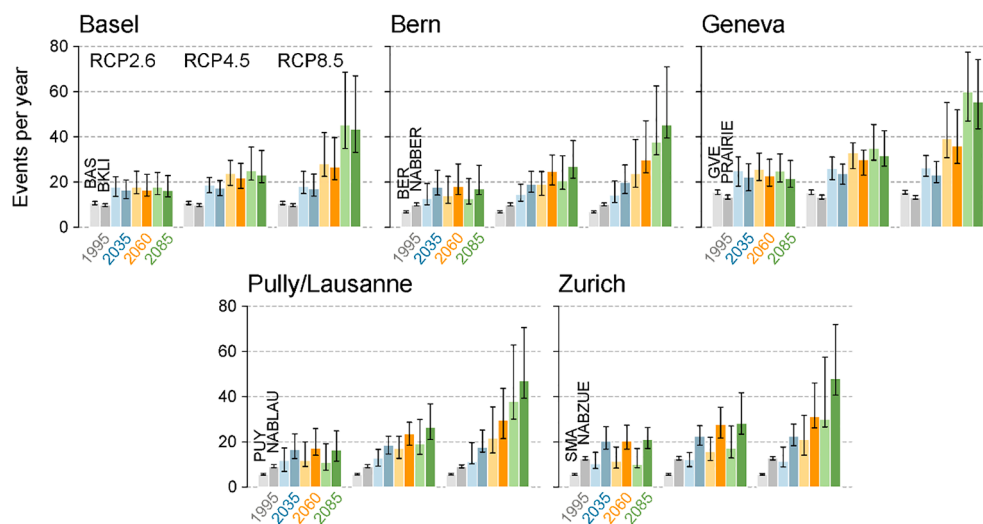 Basel
Bern
Geneva
Events per year
80
60
40
20
0
RCP2.6
RCP4.5
RCP8.5
BAS
BKLI
BER
NABBER
GVE
PRAIRIE
1995
2035
2060
2085
1995
2035
2060
2085
1995
2035
2060
2085
Pully/Lausanne
Zurich
80
60
40
20
0
PUY
NABLAU
SMA
NABZUE
1995
2035
2060
2085
1995
2035
2060
2085